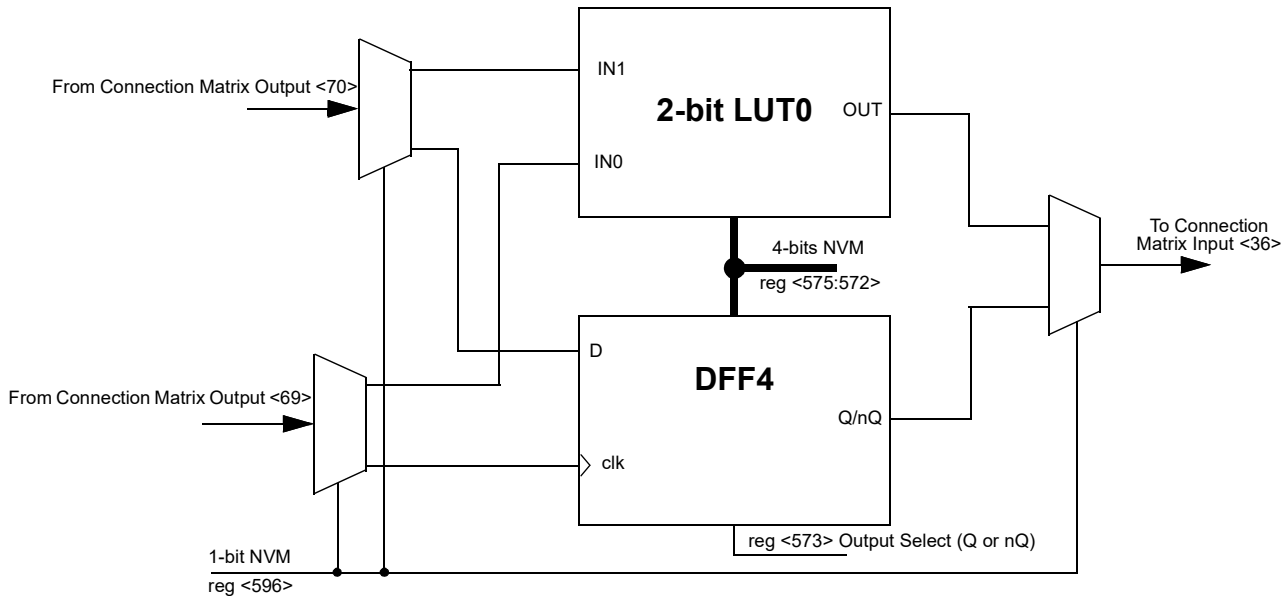 From Connection Matrix Output <70>
IN1
2-bit LUT0
OUT
IN0
To Connection
Matrix Input <36>
4-bits NVM
reg <575:572>
D
DFF4
From Connection Matrix Output <69>
Q/nQ
clk
reg <573> Output Select (Q or nQ)
1-bit NVM
reg <596>